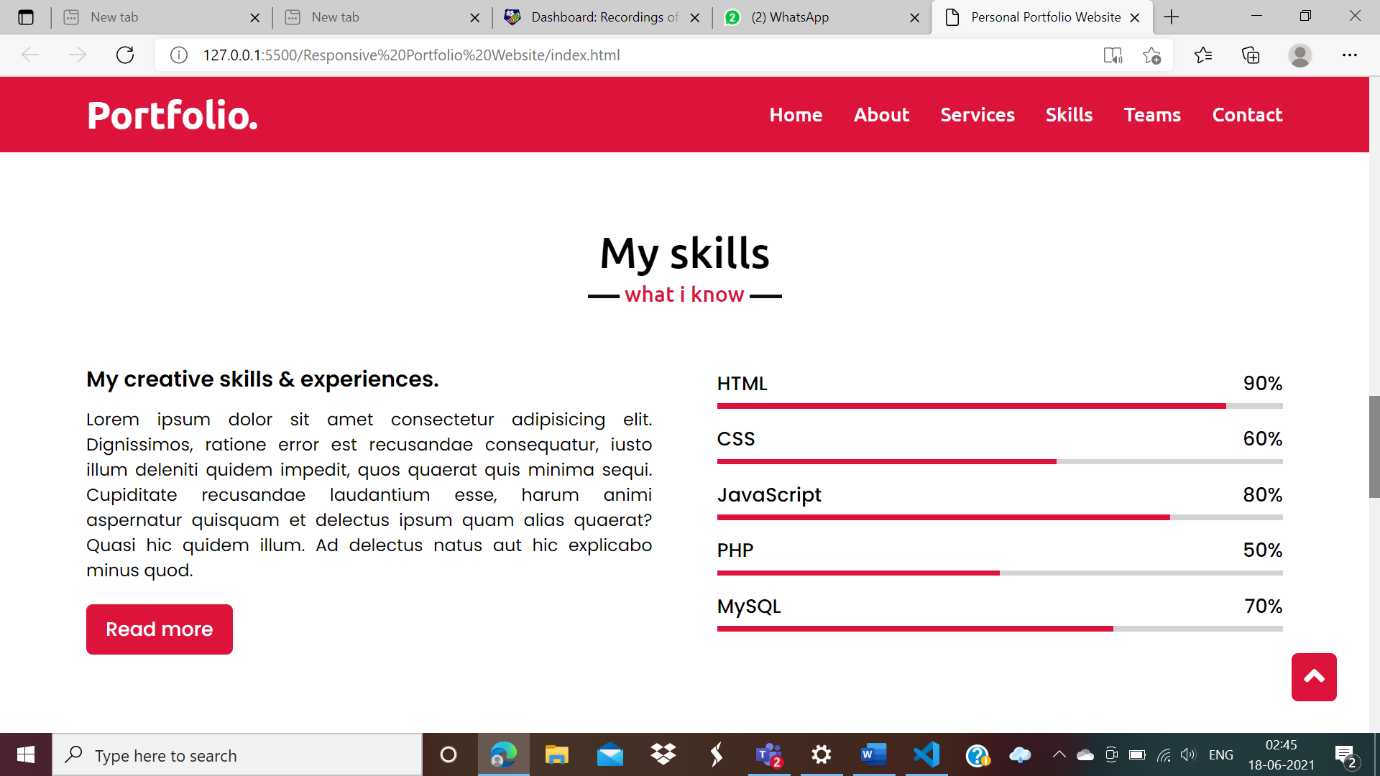 New tab
New tab
Dashboard: Recordings of
(2) WhatsApp
Personal Portfolio Website
127.0.0.1:5500/Responsive%20Portfolio%20Website/index.html
Portfolio.
Home About Services Skills Teams Contact
My skills
what i know
My creative skills & experiences.
Lorem ipsum dolor sit amet consectetur adipisicing elit.
Dignissimos, ratione error est recusandae consequatur, iusto
illum deleniti quidem impedit, quos quaerat quis minima sequi.
Cupiditate recusandae laudantium esse, harum animi
aspernatur quisquam et delectus ipsum quam alias quaerat?
Quasi hic quidem illum. Ad delectus natus aut hic explicabo
minus quod.
Read more
HTML 90%
CSS 60%
JavaScript 80%
PHP 50%
MySQL 70%
Type here to search
ENG
02:45
18-06-2021
2